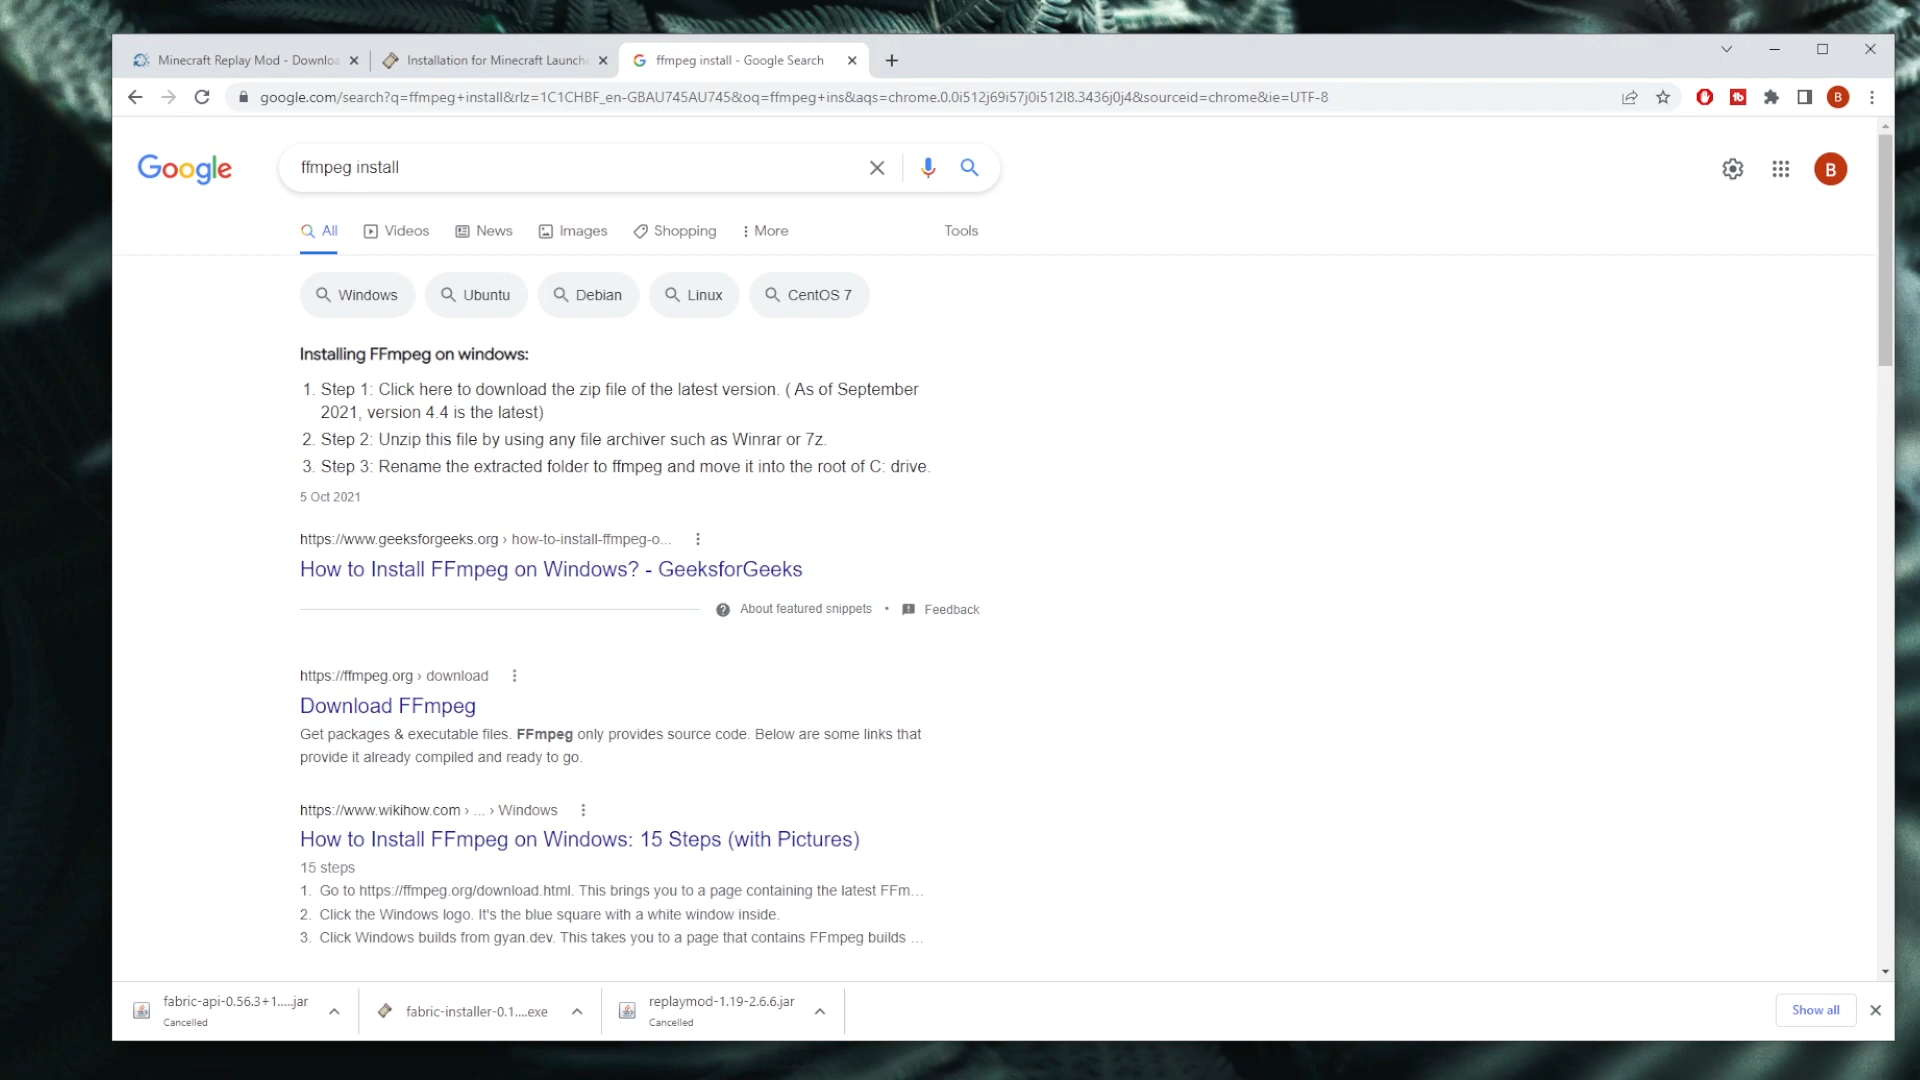 Minecraft Replay Mod - Downloa
Installation for Minecraft Launch
ffmpeg install - Google Search
google.com/search?q=ffmpeg+install&rlz=1C1CHBF_en-GBAU745AU745&oq=ffmpeg+ins&aqs=chrome.0.0i512j69i57j0i512l8.3436j0j4&sourceid=chrome&ie=UTF-8
B
Google
ffmpeg install
B
All
Videos
News
Images
Shopping
More
Tools
Windows
Ubuntu
Debian
Linux
CentOS 7
Installing FFmpeg on windows:
1. Step 1: Click here to download the zip file of the latest version. ( As of September
2021, version 4.4 is the latest)
2. Step 2: Unzip this file by using any file archiver such as Winrar or 7z.
3. Step 3: Rename the extracted folder to ffmpeg and move it into the root of C: drive.
5 Oct 2021
https://www.geeksforgeeks.org › how-to-install-ffmpeg-o...
How to Install FFmpeg on Windows? - GeeksforGeeks
About featured snippets • Feedback
https://ffmpeg.org › download
Download FFmpeg
Get packages & executable files. FFmpeg only provides source code. Below are some links that
provide it already compiled and ready to go.
https://www.wikihow.com › ... › Windows
How to Install FFmpeg on Windows: 15 Steps (with Pictures)
15 steps
1. Go to https://ffmpeg.org/download.html. This brings you to a page containing the latest FFm...
2. Click the Windows logo. It's the blue square with a white window inside.
3. Click Windows builds from gyan.dev. This takes you to a page that contains FFmpeg builds ...
fabric-api-0.56.3+1.....jar
Cancelled
fabric-installer-0.1....exe
replaymod-1.19-2.6.6.jar
Cancelled
Show all